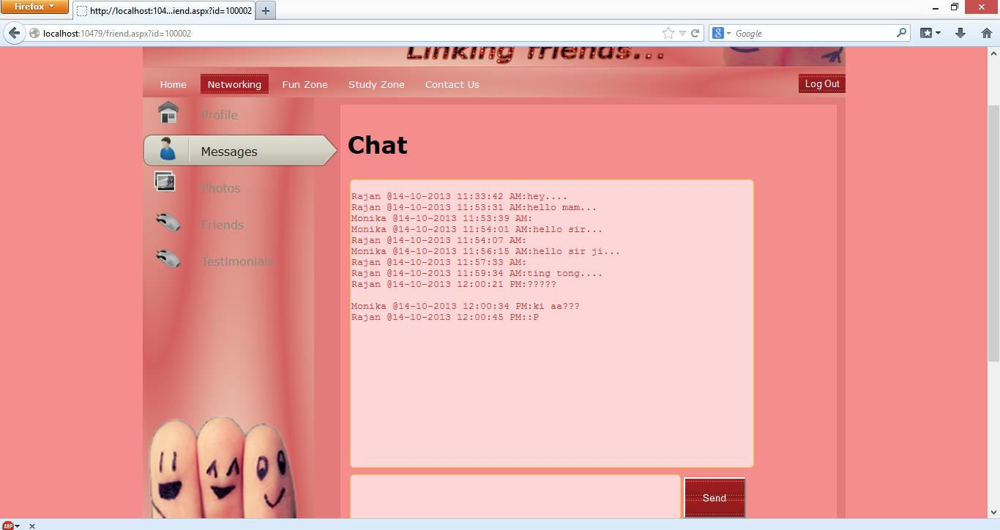 Firefox
http://localhost:104...iend.aspx?id=100002
localhost:10479/friend.aspx?id=100002
Google
Linking friends...
Home Networking Fun Zone Study Zone Contact Us Log Out
Profile
Messages
Photos
Friends
Testimonials
Chat
Rajan @14-10-2013 11:33:42 AM:hey....
Rajan @14-10-2013 11:53:31 AM:hello mam...
Monika @14-10-2013 11:53:39 AM:
Monika @14-10-2013 11:54:01 AM:hello sir...
Rajan @14-10-2013 11:54:07 AM:
Monika @14-10-2013 11:56:15 AM:hello sir ji...
Rajan @14-10-2013 11:57:33 AM:
Rajan @14-10-2013 11:59:34 AM:ting tong....
Rajan @14-10-2013 12:00:21 PM:?????
Monika @14-10-2013 12:00:34 PM:ki aa???
Rajan @14-10-2013 12:00:45 PM::P
Send
ABP